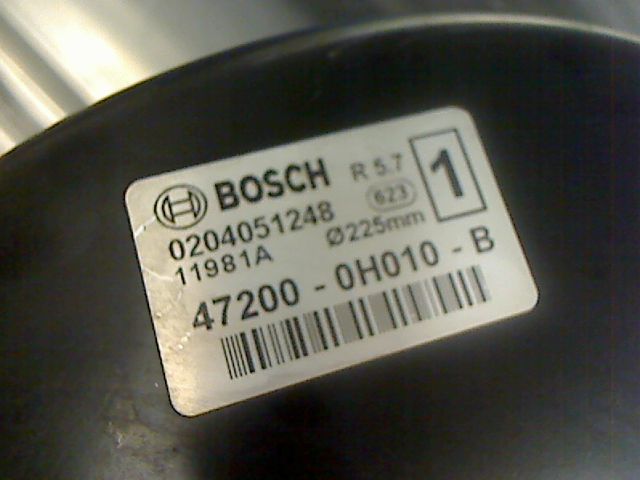 BOSCH R 5.7 1
0204051248 623
11981A Ø225mm
47200 - 0H010 - B